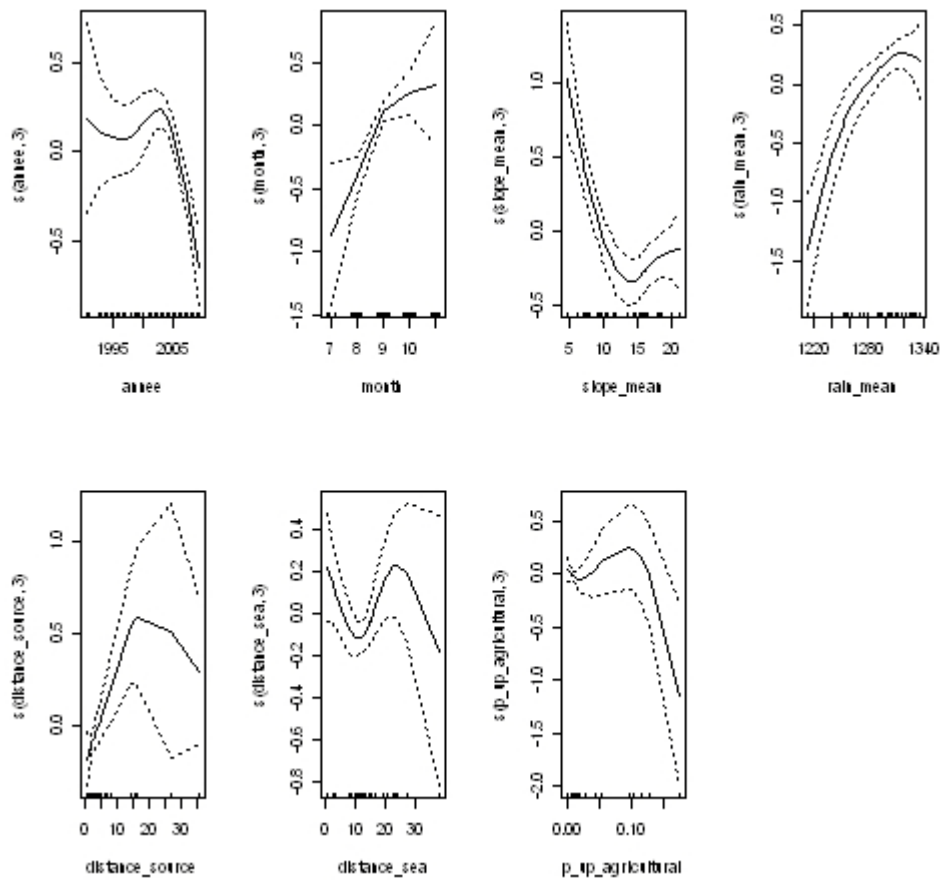 s(annee, 3)
0.5
0.0
-0.5
1995 2005
annee
s(month, 3)
0.5
0.0
-0.5
-1.0
-1.5
7 8 9 10
month
s(slope_mean, 3)
1.0
0.5
0.0
-0.5
5 10 15 20
slope_mean
s(rain_mean, 3)
0.5
0.0
-0.5
-1.0
-1.5
1220 1280 1340
rain_mean
s(distance_source, 3)
1.0
0.5
0.0
0 10 20 30
distance_source
s(distance_sea, 3)
0.4
0.2
0.0
-0.2
-0.4
-0.6
-0.8
0 10 20 30
distance_sea
s(p_up_agricultural, 3)
0.5
0.0
-0.5
-1.0
-1.5
-2.0
0.00 0.10
p_up_agricultural